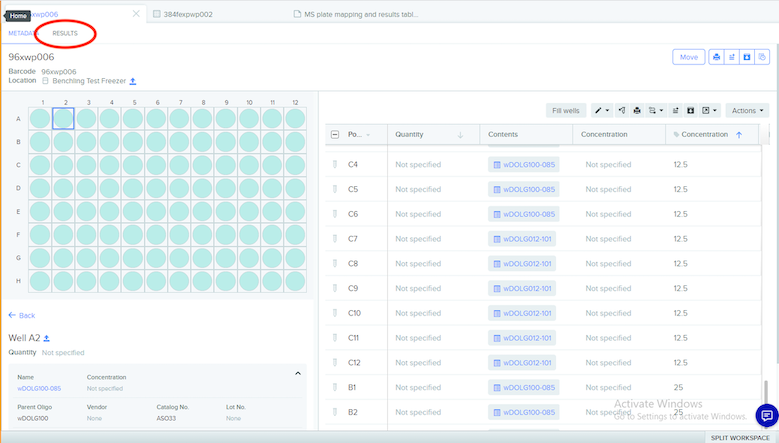 Home xwp006
384fexpwp002
MS plate mapping and results tabl...
METADATA
RESULTS
96xwp006
Move
Barcode 96xwp006
Location Benchling Test Freezer
1 2 3 4 5 6 7 8 9 10 11 12
A
B
C
D
E
F
G
H
Fill wells
Actions
Po... Quantity Contents Concentration % Concentration
C4 Not specified wDOLG100-085 Not specified 12.5
C5 Not specified wDOLG100-085 Not specified 12.5
C6 Not specified wDOLG100-085 Not specified 12.5
C7 Not specified wDOLG012-101 Not specified 12.5
C8 Not specified wDOLG012-101 Not specified 12.5
C9 Not specified wDOLG012-101 Not specified 12.5
C10 Not specified wDOLG012-101 Not specified 12.5
C11 Not specified wDOLG012-101 Not specified 12.5
C12 Not specified wDOLG012-101 Not specified 12.5
B1 Not specified wDOLG100-085 Not specified 25
B2 Not specified wDOLG100-085 Not specified 25
Back
Well A2
Quantity Not specified
Name Concentration
wDOLG100-085 Not specified
Parent Oligo Vendor Catalog No. Lot No.
wDOLG100 None ASO33 None
Activate Windows
Go to Settings to activate Windows.
SPLIT WORKSPACE